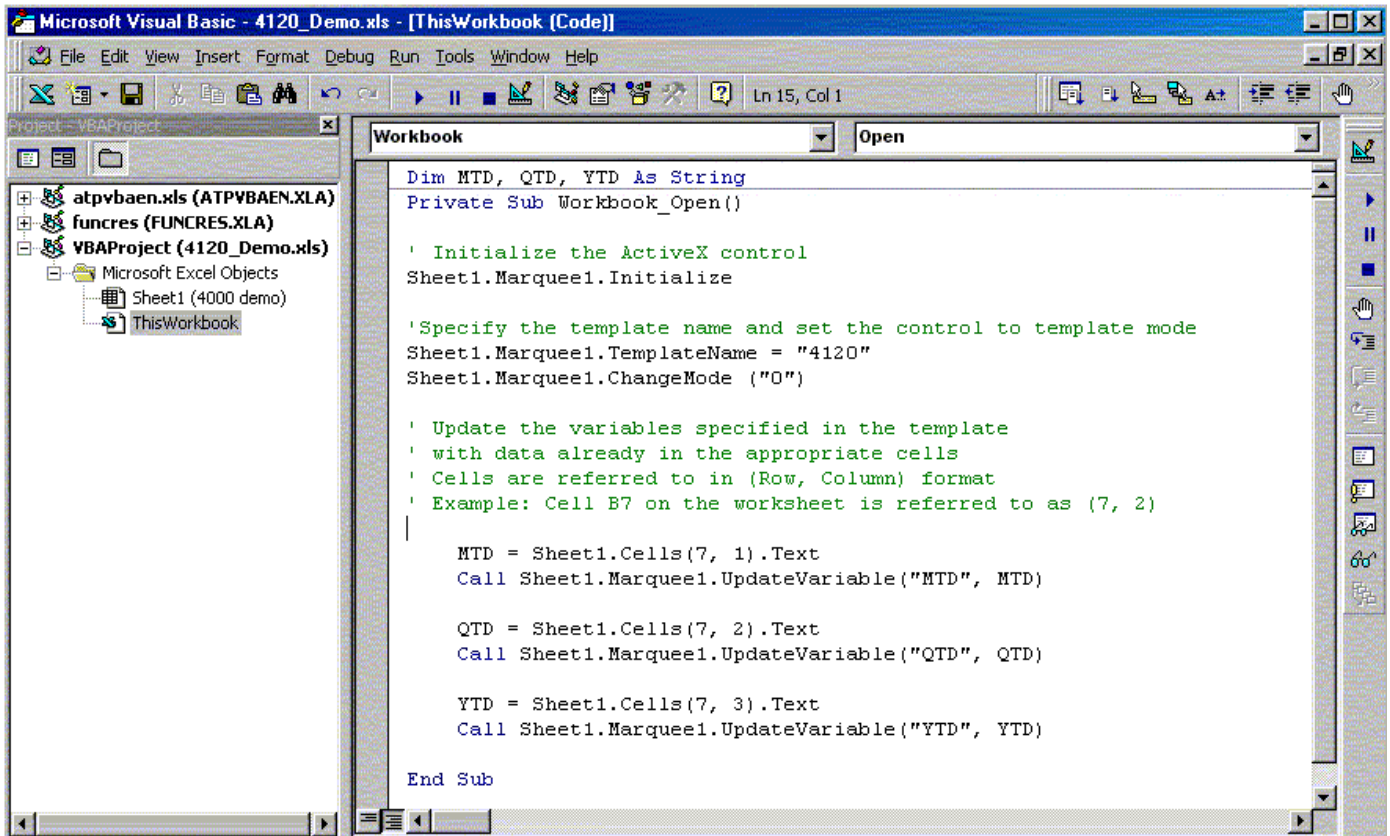 Microsoft Visual Basic - 4120_Demo.xls - [ThisWorkbook (Code)]
File Edit View Insert Format Debug Run Tools Window Help
Ln 15, Col 1
Project - VBAProject
Workbook
Open
atpvbaen.xls (ATPVBAEN.XLA)
funcres (FUNCRES.XLA)
VBAProject (4120_Demo.xls)
Microsoft Excel Objects
Sheet1 (4000 demo)
ThisWorkbook
Dim MTD, QTD, YTD As String
Private Sub Workbook_Open()
' Initialize the ActiveX control
Sheet1.Marquee1.Initialize
'Specify the template name and set the control to template mode
Sheet1.Marquee1.TemplateName = "4120"
Sheet1.Marquee1.ChangeMode ("0")
' Update the variables specified in the template
' with data already in the appropriate cells
' Cells are referred to in (Row, Column) format
' Example: Cell B7 on the worksheet is referred to as (7, 2)
MTD = Sheet1.Cells(7, 1).Text
Call Sheet1.Marquee1.UpdateVariable("MTD", MTD)
QTD = Sheet1.Cells(7, 2).Text
Call Sheet1.Marquee1.UpdateVariable("QTD", QTD)
YTD = Sheet1.Cells(7, 3).Text
Call Sheet1.Marquee1.UpdateVariable("YTD", YTD)
End Sub